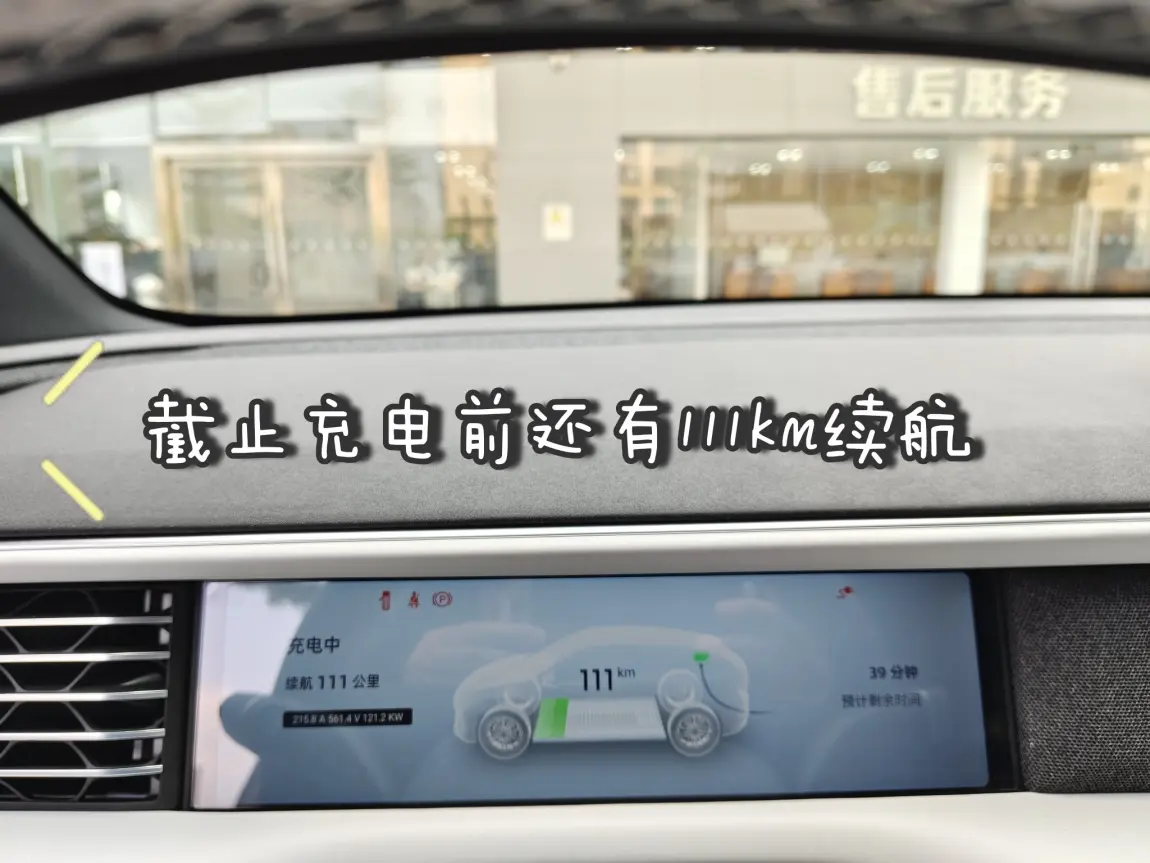 售后服务
截止充电前还有111km续航
充电中
续航 111 公里
215.8 A 561.4 V 121.2 KW
111 km
39 分钟
预计剩余时间